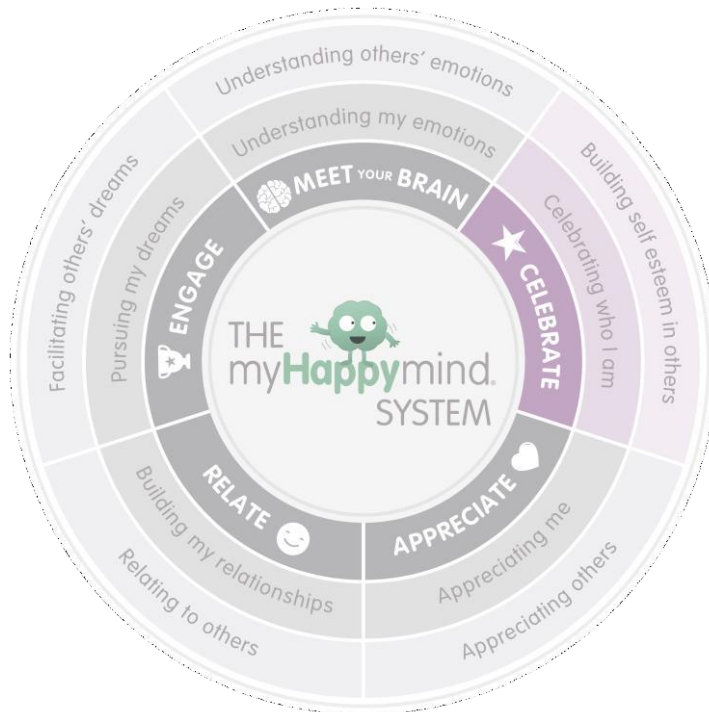 Understanding others’ emotions
Understanding my emotions
MEET YOUR BRAIN
Building self esteem in others
Celebrating who I am
CELEBRATE
Appreciating others
Appreciating me
APPRECIATE
Relating to others
Building my relationships
RELATE
Facilitating others’ dreams
Pursuing my dreams
ENGAGE
THE
myHappymind.
SYSTEM